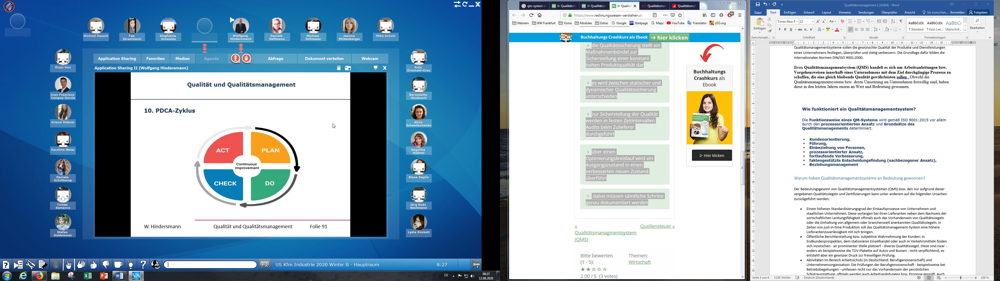 Michael Zausch
Tea Ibrasimovic
Stephanie Schantze
Wolfgang Hindersmann
Daniela Hoffmann
Michael Schlosser
Jeanne Mildenberger
Mike Schulz
Xiuju Gou
Juan Francisco Campoy Garcia
Ariane Hübner
Karolina Meier
Daniela Schiltkamp
Tomás Semanco
Stefan Goldammer
Application Sharing
Favoriten
Medien
Agenda
Abfrage
Dokument verteilen
Webcam
Application Sharing II (Wolfgang Hindersmann)
Qualität und Qualitätsmanagement
10. PDCA-Zyklus
ACT
PLAN
Continuous
Improvement
CHECK
DO
W. Hindersmann
Qualität und Qualitätsmanagement
Folie 91
Anja Drechsel-Grau
Bernadette Heubusch
Alina Schewtschenko
Angelika Hübner
Elena Reglin
Jörg Bodo Bechmann
Lydia Rückelt
US Kfm Industrie 2020 Winter B - Hauptraum
8:27
DE
08:27
12.08.2020
qm-system e
Qualitätsm
Qualitätsm
Qualität
Qualitätsman
Qualitätsman
https://www.rechnungswesen-verstehen.de
Meinem
IHK Frankfurt
Viona
Modules
Extras
Google
Startpage
Maps
YouTube
Translator
LEO.org
Buchhaltungs Crashkurs als Ebook
➔ hier klicken
die Qualitätssicherung stellt ein
Maßnahmenbündel zur
Sicherstellung einer konstant
hohen Produktqualität dar
es wird zwischen statischer und
dynamischer Qualitätssicherung
unterschieden
zur Sicherstellung der Qualität
werden in festen Zeitintervallen
Audits beim Zulieferer
durchgeführt
über einen
Optimierungskreislauf wird ein
Ausgangszustand in einen
verbesserten neuen Zustand
überführt
dabei müssen sämtliche Schritte
genau dokumentiert werden
«
Qualitätsmanagmentsystem
(QMS)
Quellensteuer »
Bitte bewerten
(1 - 5):
2.00 / 5 (3 votes)
Themen:
Wirtschaft
Buchhaltungs
Crashkurs als
Ebook
▷ Hier klicken
Quatlitätsmanagement 2 (JUAN) - Word
Datei
Start
Einfügen
Entwurf
Layout
Verweise
Sendungen
Überprüfen
Ansicht
Sie wünschen...
Anmelden
Freigeben
Times New F
12
Einfügen
F K U abc
AaBbCcDc
¶ Standard
AaBbCcDc
¶ Kein Lee...
AaBbCc
Überschrif...
Bearbeiten
Zwischenabl...
Schriftart
Absatz
Formatvorlagen
Qualitätsmanagementsysteme sollen die gewünschte Qualität der Produkte und Dienstleistungen
eines Unternehmens festlegen, überprüfen und stetig verbessern. Die Grundlage dafür bilden die
internationalen Normen DIN/ISO 9001:2000.
Beim Qualitätsmanagementsystem (QMS) handelt es sich um Arbeitsanleitungen bzw.
Vorgehensweisen innerhalb eines Unternehmens mit dem Ziel durchgängige Prozesse zu
schaffen, die eine gleich bleibende Qualität gewährleisten sollen . Obwohl die
Qualitätsmanagementsysteme bzw. deren Umsetzung im Unternehmen freiwillig sind, haben
diese in den letzten Jahren enorm an Wert und Bedeutung gewonnen.
Wie funktioniert ein Qualitätsmanagementsystem?
Die Funktionsweise eines QM-Systems wird gemäß ISO 9001:2015 vor allem
durch den prozessorientierten Ansatz und Grundsätze des
Qualitätsmanagements determiniert.
Kundenorientierung,
Führung,
Einbeziehung von Personen,
prozessorientierter Ansatz,
fortlaufende Verbesserung,
faktengestützte Entscheidungsfindung (sachbezogener Ansatz),
Beziehungsmanagement
Warum haben Qualitätsmanagementsysteme an Bedeutung gewonnen?
Der Bedeutungsgewinn von Qualitätsmanagementsystemen (QMS) bzw. den nur aufgrund dieser
vergebenen Qualitätssiegeln und Zertifizierungen kann unter anderem auf die folgenden Ursachen
zurückgeführt werden:
Einem höheren Standardisierungsgrad der Einkaufsprozesse von Unternehmen und
staatlichen Unternehmen. Diese verlangen bei ihren Lieferanten neben dem Nachweis der
wirtschaftlichen Leistungsfähigkeit oftmals auch das Vorhandensein von Qualitätssiegeln
oder die Einhaltung von allgemein oder branchenweit anerkannten Qualitätssiegeln. In
Zeiten von just-in-time Produktion soll das Qualitätsmanagement-System eine höhere
Lieferantenzuverlässigkeit mit sich bringen.
Öffentliche Berichterstattung bzw. subjektive Wahrnehmung der Kunden: In
Endkundenprospekten, dem stationären Einzelhandel oder auch in Verkehrsmitteln finden
sich inzwischen - an prominenter Stelle platziert - diverse Qualitätssiegel. Diese sind zwar -
anders als beispielsweise die TÜV-Plakette auf Autos und Bussen - nicht verpflichtend, es
entsteht aber ein gewisser Druck zur freiwilligen Prüfung.
Aktivitäten im Bereich Arbeitsschutz (in Deutschland: Berufsgenossenschaft) und
Unternehmensorganisation: Die Prüfungen der Berufsgenossenschaft - beispielsweise bei
Betriebsbegehungen - umfassen nicht nur das Vorhandensein der persönlichen
Schutzausstattung, oftmals werden auch Arbeitsanleitungen bzw. Prozesse geprüft. Auch
Seite 3 von 6
1130 Wörter
Deutsch (Deutschland)
100 %